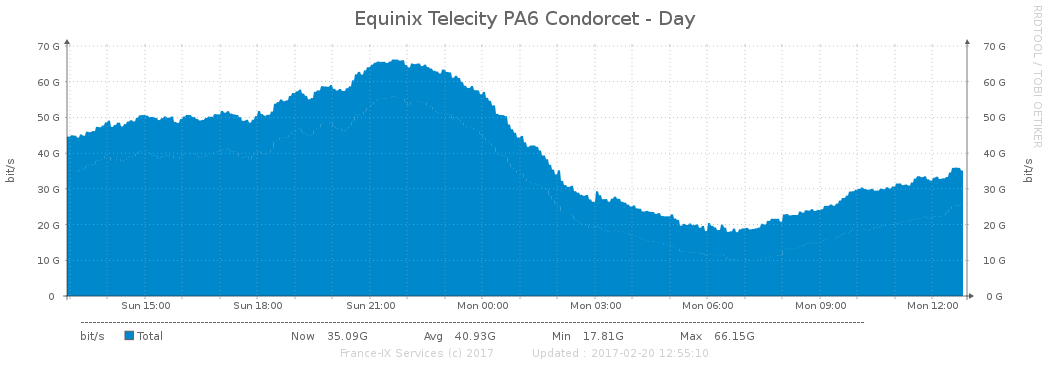 Equinix Telecity PA6 Condorcet - Day
RRDTOOL / TOBI OETIKER
70 G 70 G
60 G 60 G
50 G 50 G
40 G 40 G
30 G 30 G
20 G 20 G
10 G 10 G
0 0 G
bit/s bit/s
Sun 15:00 Sun 18:00 Sun 21:00 Mon 00:00 Mon 03:00 Mon 06:00 Mon 09:00 Mon 12:00
bit/s Total Now 35.09G Avg 40.93G Min 17.81G Max 66.15G
France-IX Services (c) 2017 Updated : 2017-02-20 12:55:10